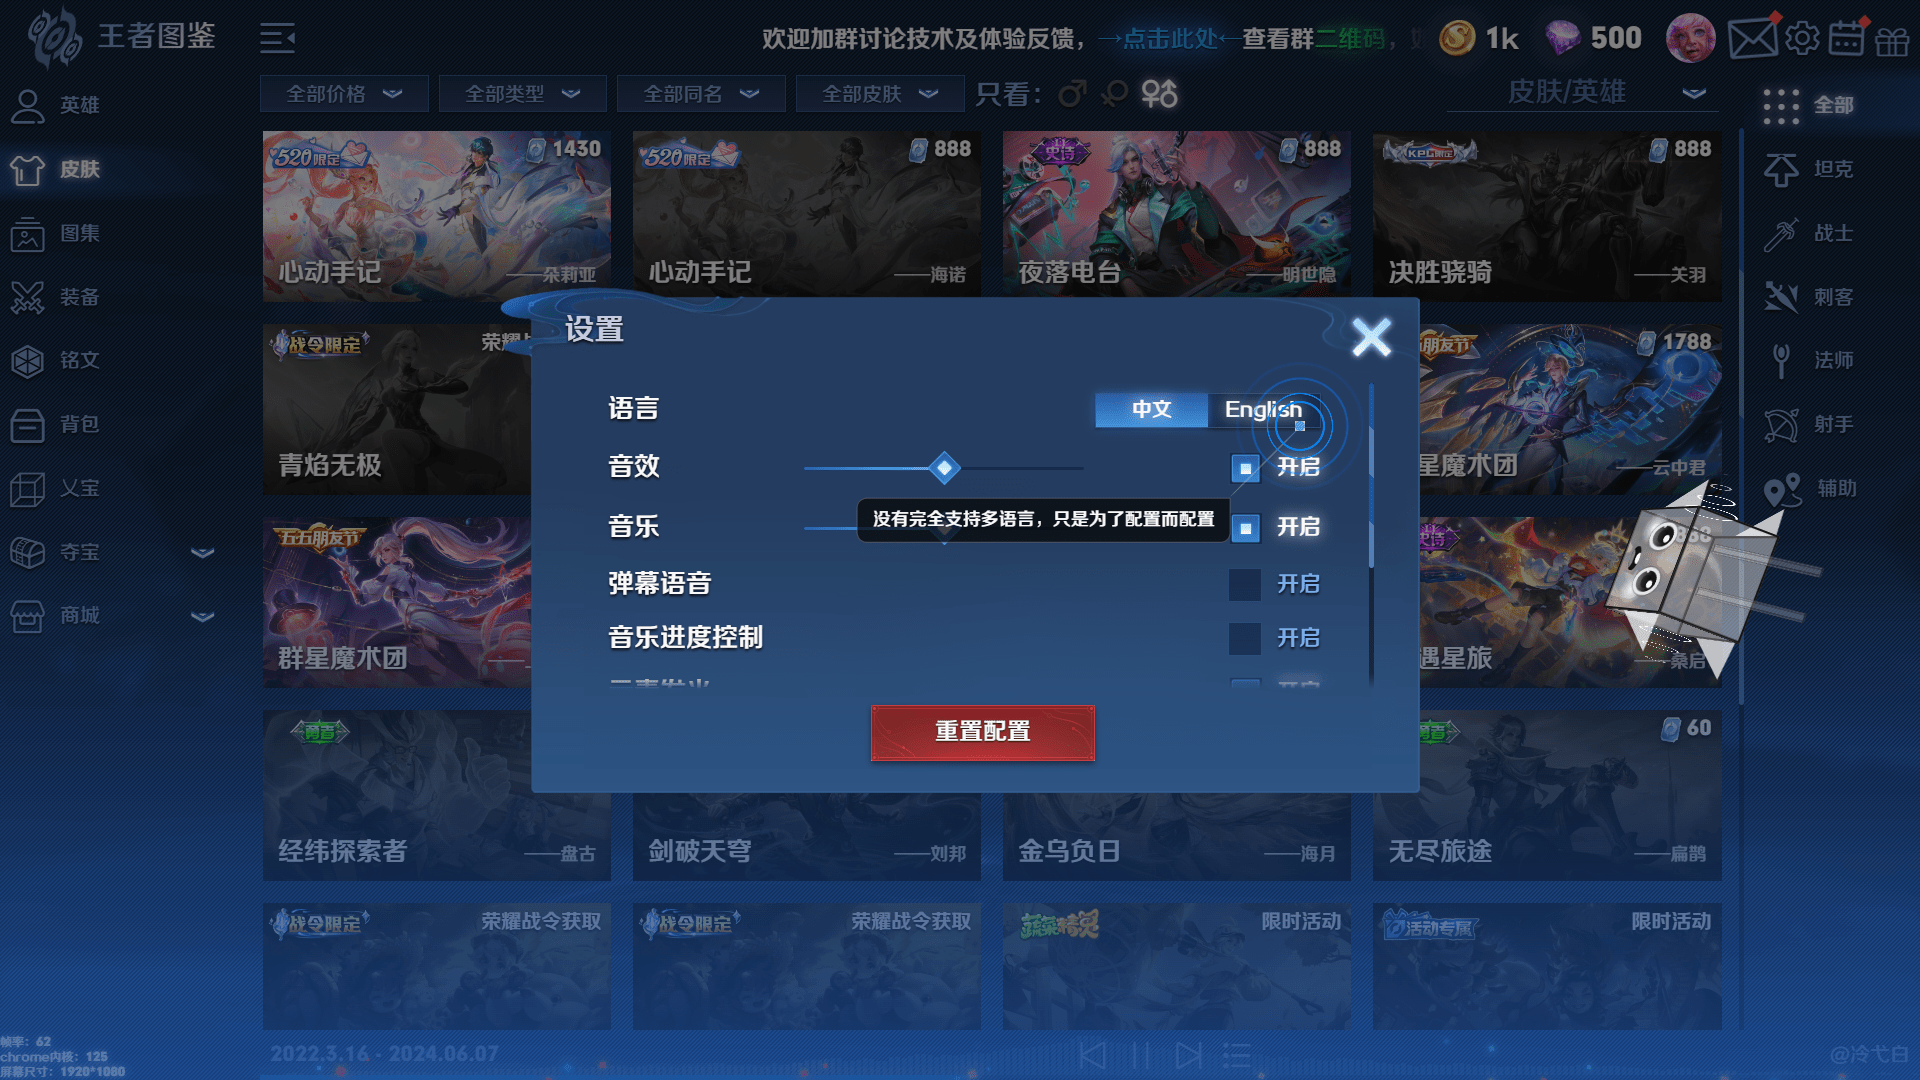 王者图鉴
欢迎加群讨论技术及体验反馈，→点击此处←查看群二维码，
1k
500
全部价格
全部类型
全部同名
全部皮肤
只看：
皮肤/英雄
英雄
皮肤
图集
装备
铭文
背包
乂宝
夺宝
商城
全部
坦克
战士
刺客
法师
射手
辅助
520限定
1430
心动手记
——朵莉亚
520限定
888
心动手记
——海诺
史诗
888
夜落电台
——明世隐
KPL限定
888
决胜骁骑
——关羽
战令限定
荣耀
青焰无极
朋友节
1788
星魔术团
——云中君
五五朋友节
群星魔术团
史诗
888
遇星旅
——桑启
设置
语言
中文
English
音效
开启
没有完全支持多语言，只是为了配置而配置
音乐
开启
弹幕语音
开启
音乐进度控制
开启
重置配置
勇者
经纬探索者
——盘古
剑破天穹
——刘邦
金乌负日
——海月
勇者
60
无尽旅途
——扁鹊
战令限定
荣耀战令获取
战令限定
荣耀战令获取
蔬菜精灵
限时活动
活动专属
限时活动
帧率：62
chrome内核：125
屏幕尺寸：1920*1080
2022.3.16 - 2024.06.07
@冷弋白